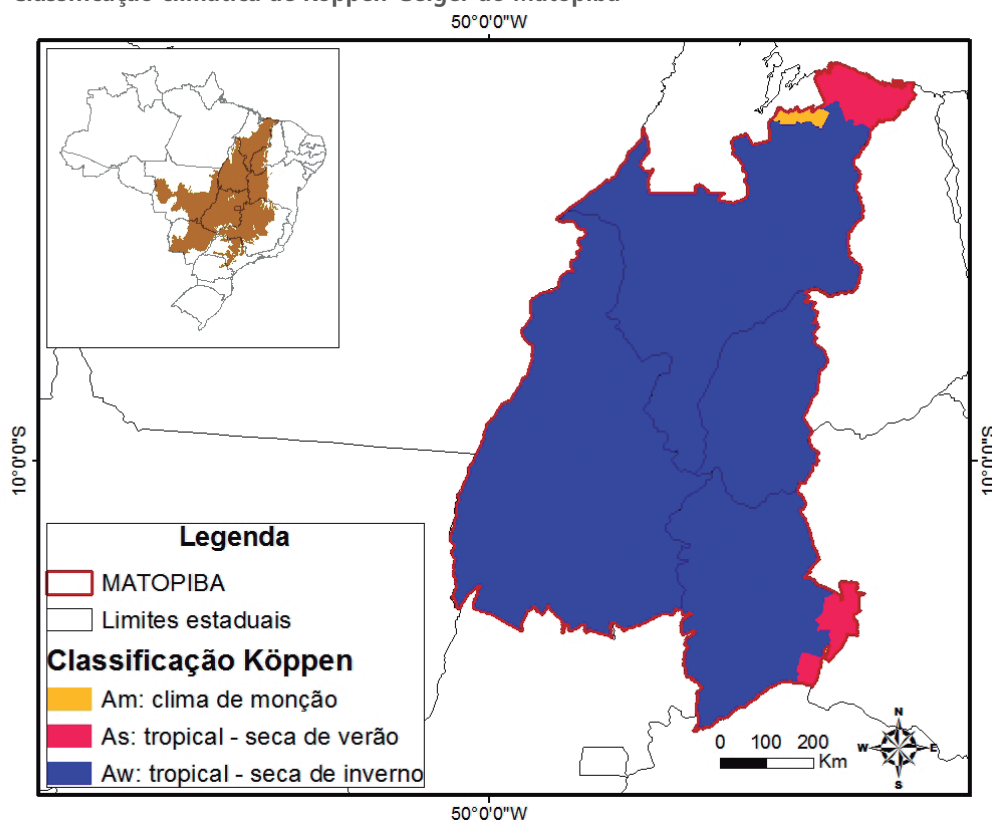 50°0'0"W
10°0'0"S
10°0'0"S
Legenda
MATOPIBA
Limites estaduais
Classificação Köppen
Am: clima de monção
As: tropical - seca de verão
Aw: tropical - seca de inverno
0 100 200
Km
N
W
E
S
50°0'0"W